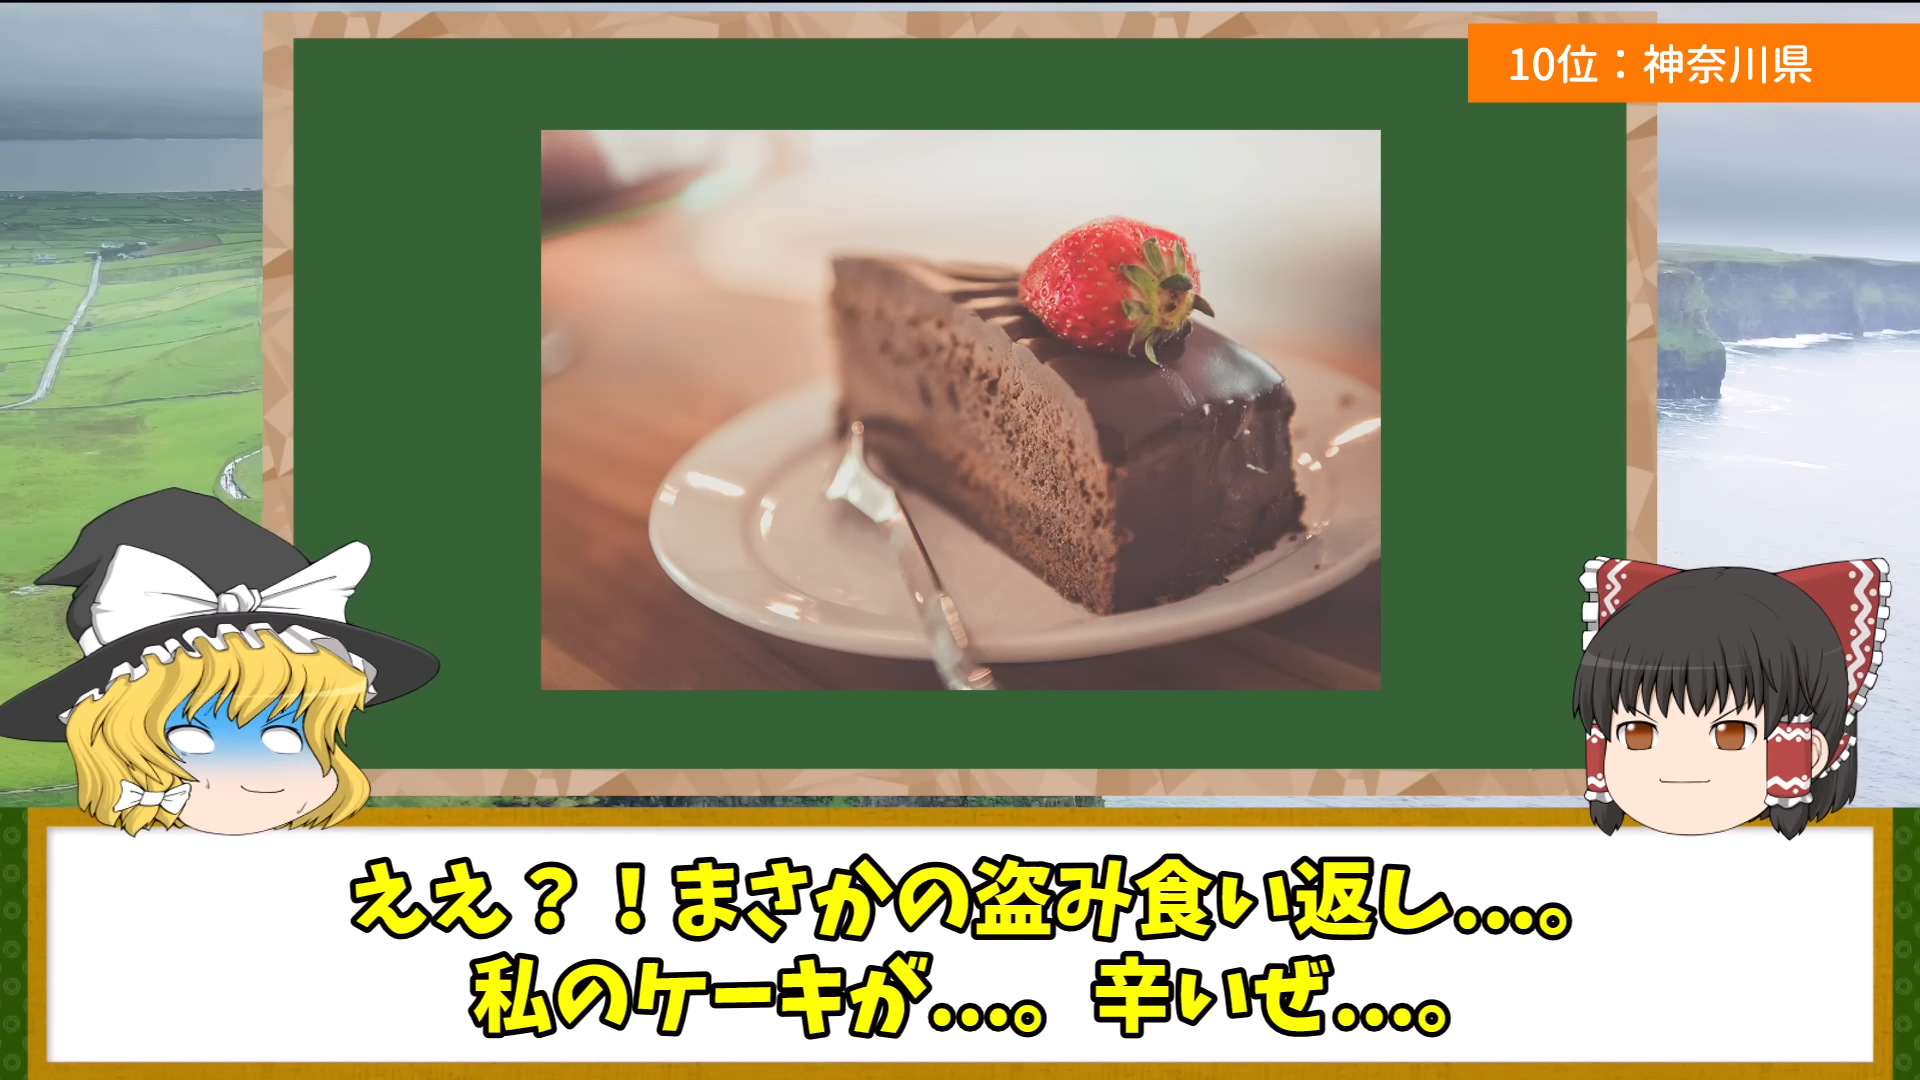 10位：神奈川県
ええ？！まさかの盗み食い返し…。
私のケーキが…。辛いぜ…。